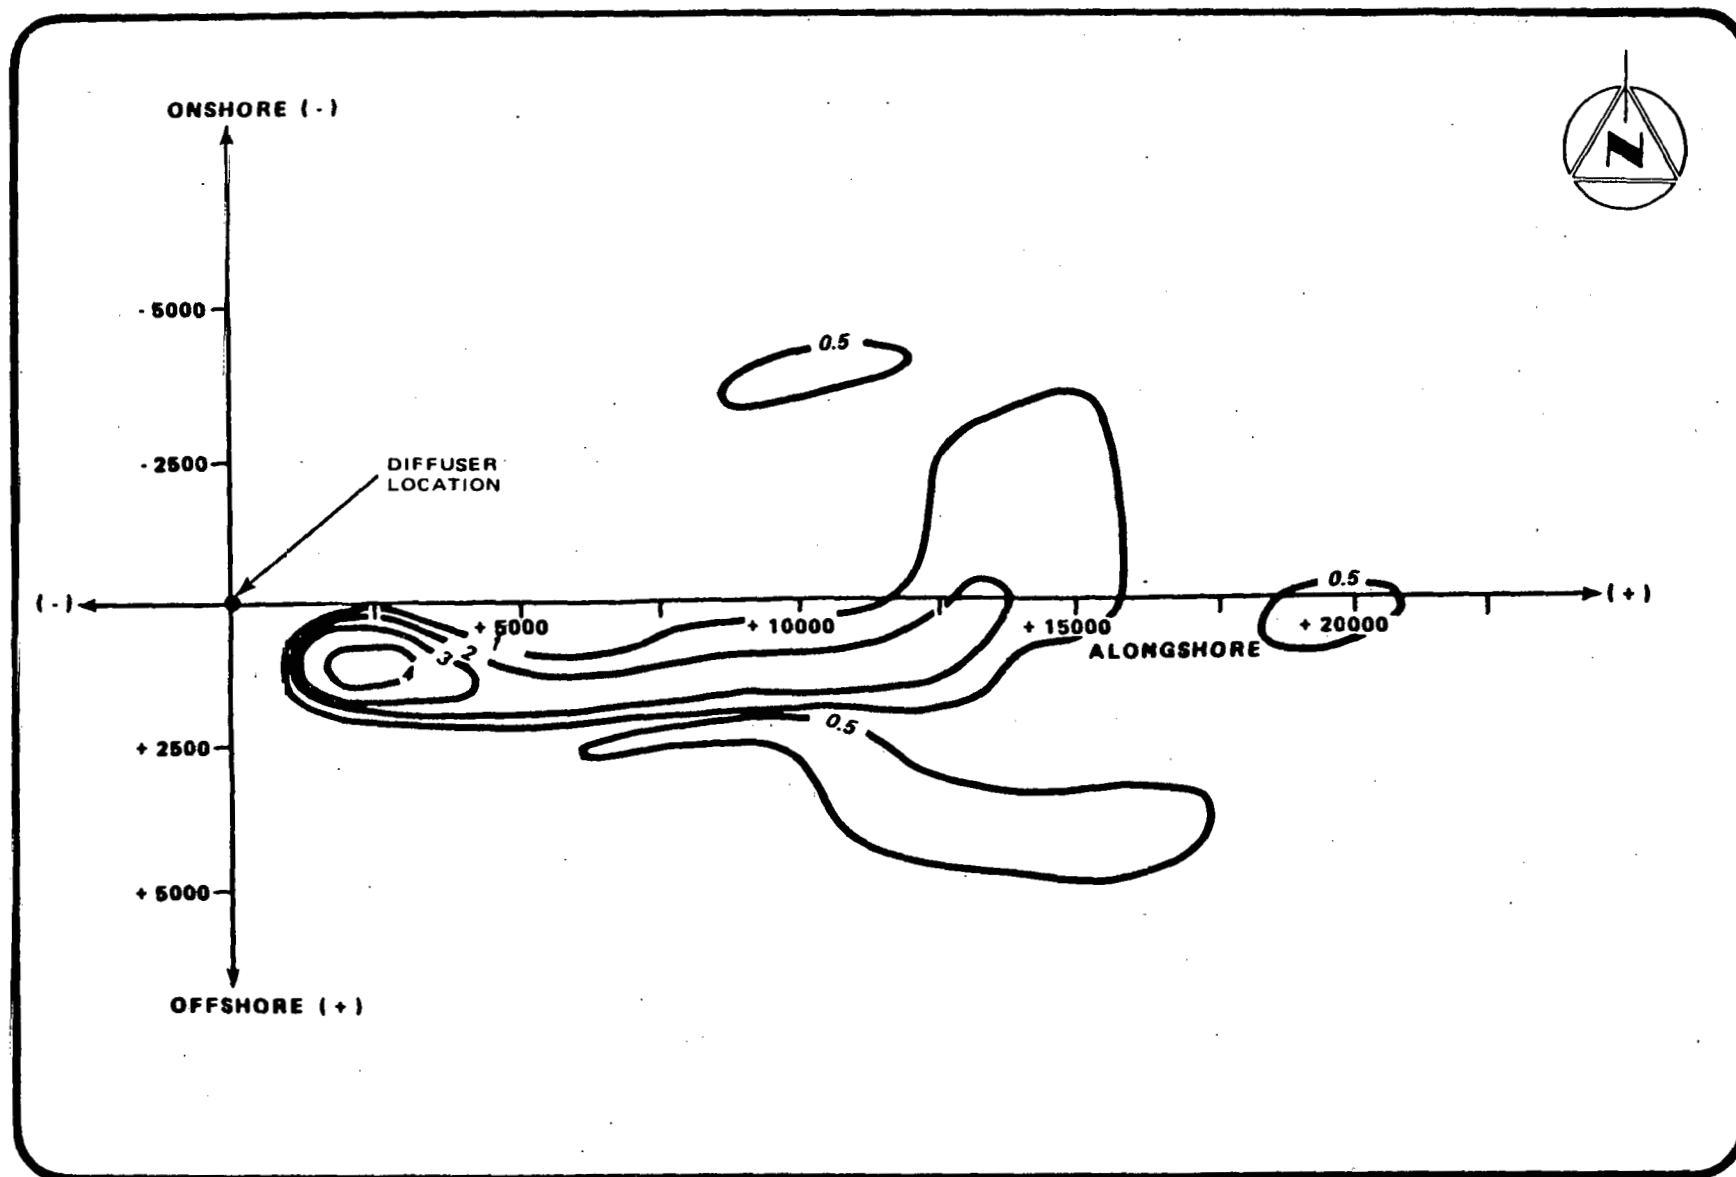 ONSHORE (-)
N
- 5000
0.5
- 2500
DIFFUSER
LOCATION
(-)
0.5
(+)
+ 5000
+ 10000
+ 15000
+ 20000
ALONGSHORE
1
2
3
4
0.5
+ 2500
+ 5000
OFFSHORE (+)